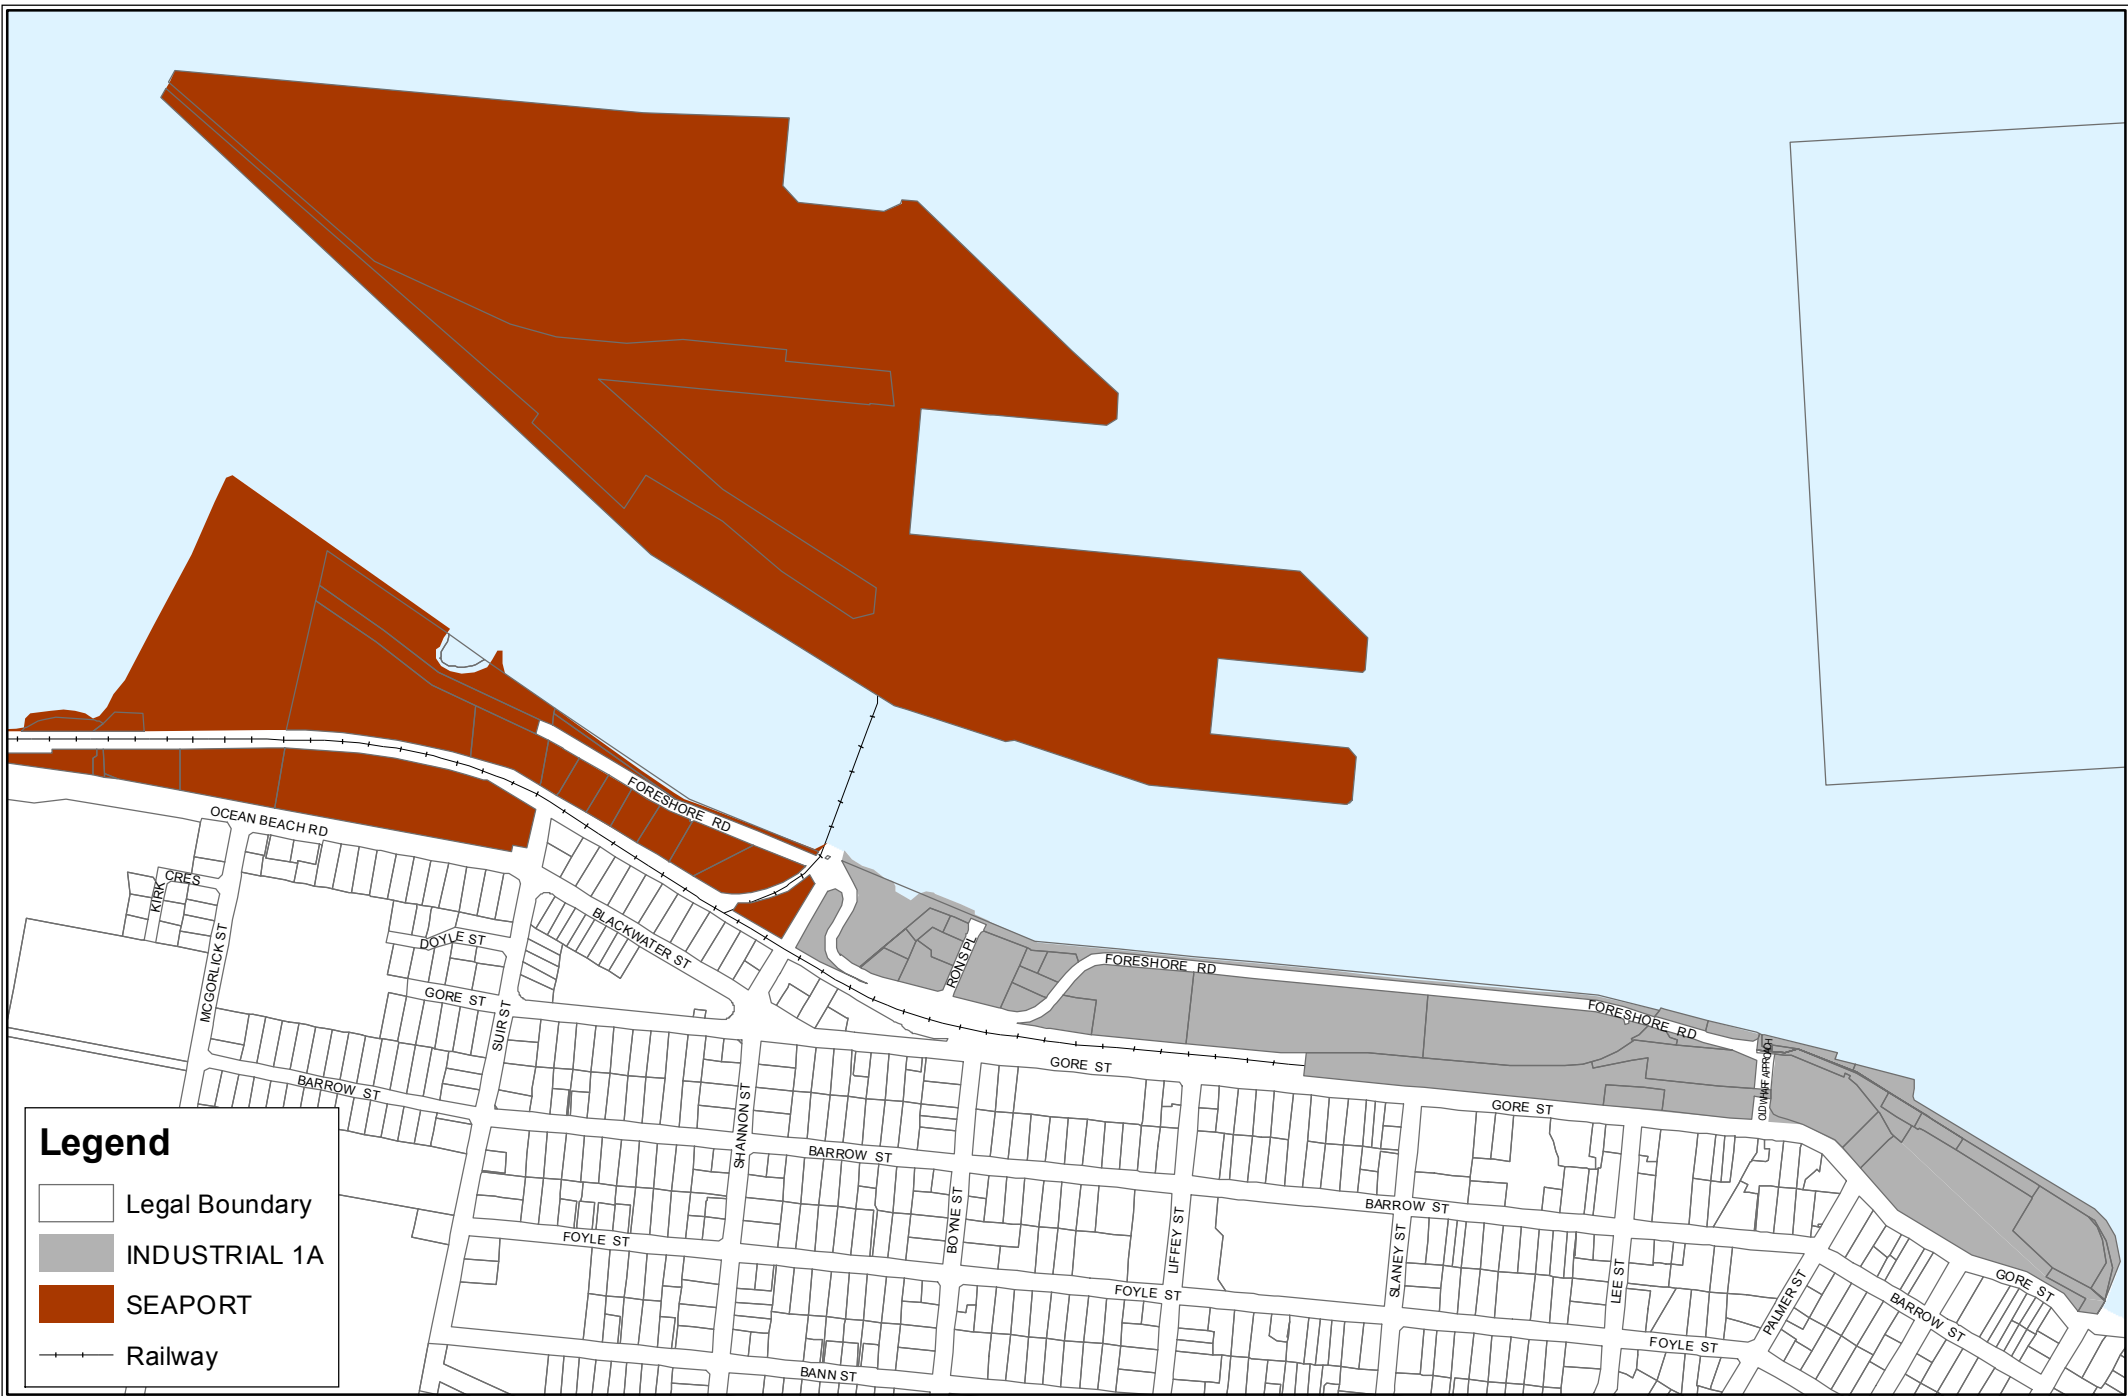 FORESHORE RD
OCEAN BEACH RD
KIRK
CRES
MCGORLICK ST
DOYLE ST
BLACKWATER ST
GORE ST
SUIR ST
RONS PL
FORESHORE RD
FORESHORE RD
OLD WHARF APPROACH
BARROW ST
SHANNON ST
GORE ST
GORE ST
BARROW ST
BOYNE ST
FOYLE ST
LIFFEY ST
BARROW ST
SLANEY ST
LEE ST
PALMER ST
GORE ST
BARROW ST
FOYLE ST
FOYLE ST
BANN ST
Legend
Legal Boundary
INDUSTRIAL 1A
SEAPORT
Railway